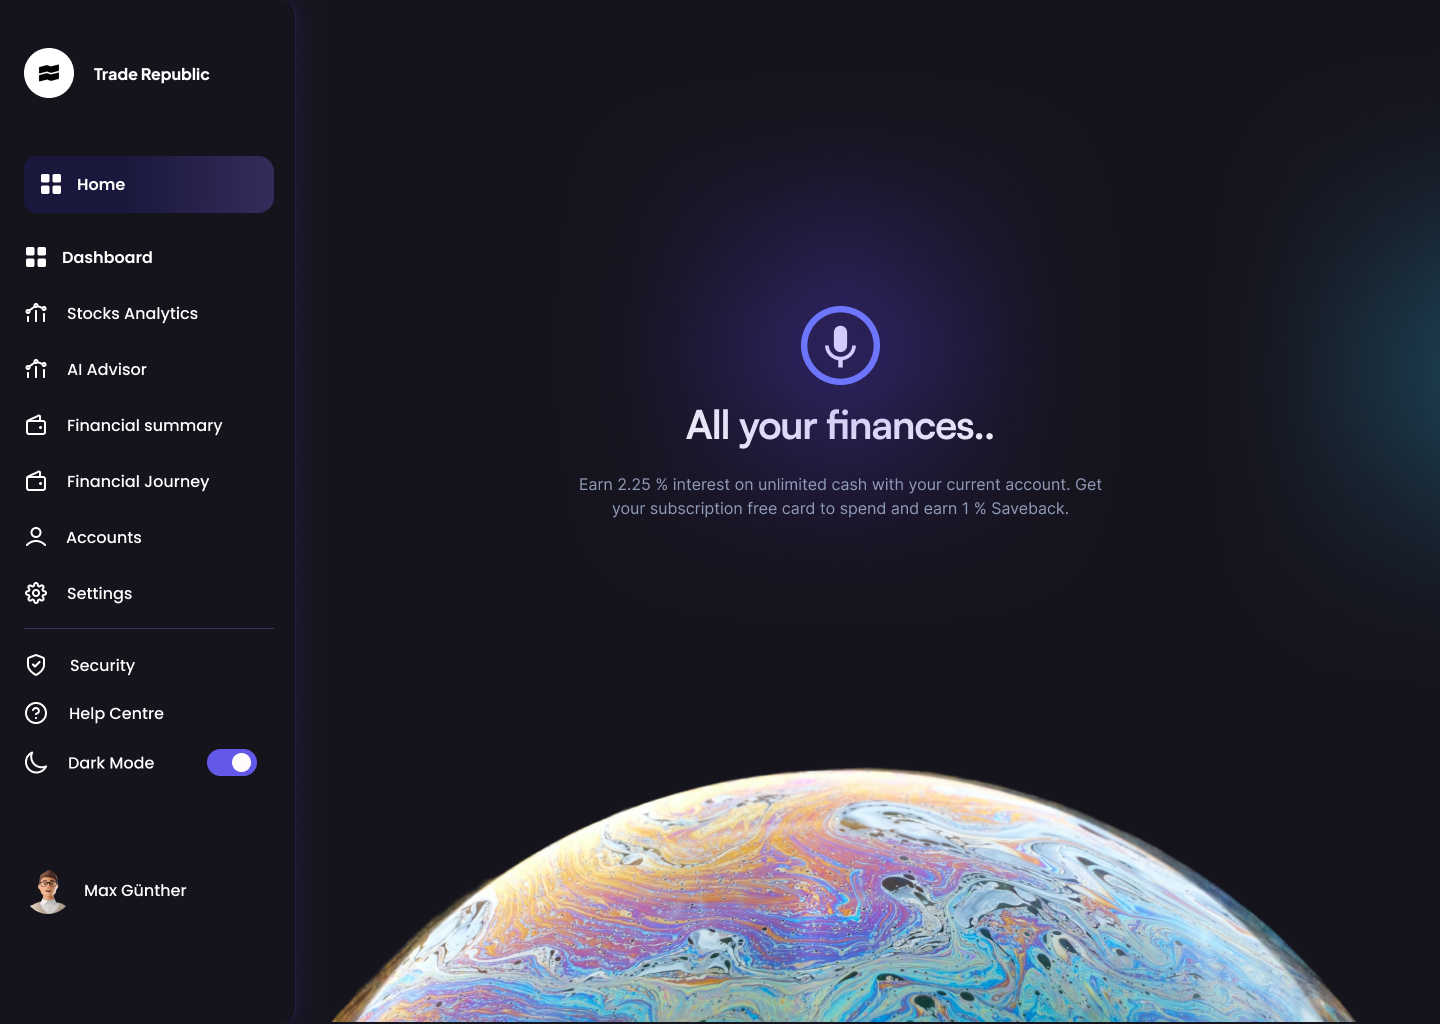 Trade Republic
Home
Dashboard
Stocks Analytics
AI Advisor
Financial summary
Financial Journey
Accounts
Settings
Security
Help Centre
Dark Mode
Max Günther
All your finances..
Earn 2.25 % interest on unlimited cash with your current account. Get
your subscription free card to spend and earn 1 % Saveback.